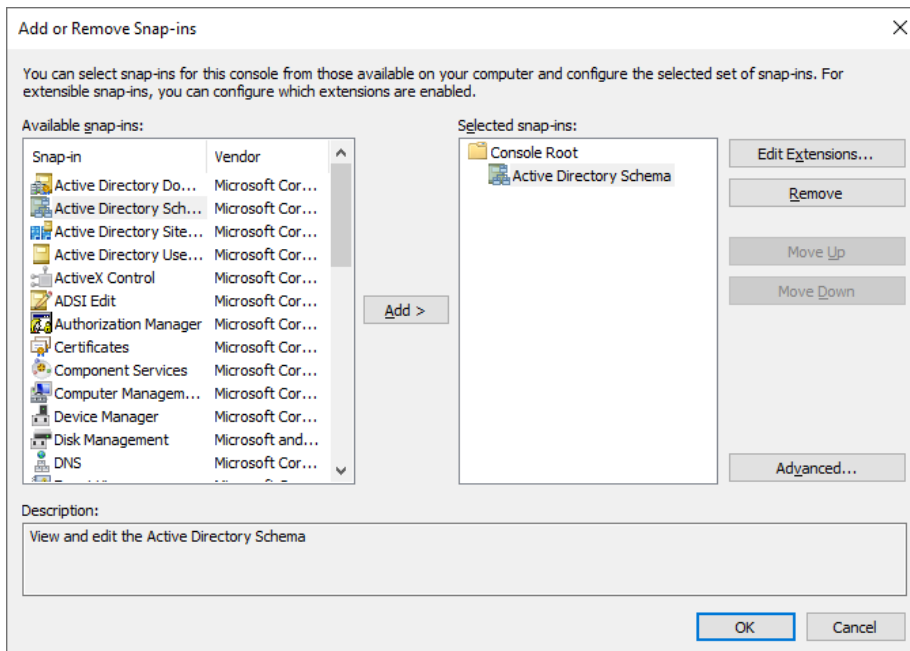 Add or Remove Snap-ins
You can select snap-ins for this console from those available on your computer and configure the selected set of snap-ins. For
extensible snap-ins, you can configure which extensions are enabled.
Available snap-ins:
Snap-in Vendor
Active Directory Do... Microsoft Cor...
Active Directory Sch... Microsoft Cor...
Active Directory Site... Microsoft Cor...
Active Directory Use... Microsoft Cor...
ActiveX Control Microsoft Cor...
ADSI Edit Microsoft Cor...
Authorization Manager Microsoft Cor...
Certificates Microsoft Cor...
Component Services Microsoft Cor...
Computer Managem... Microsoft Cor...
Device Manager Microsoft Cor...
Disk Management Microsoft and...
DNS Microsoft Cor...
Add >
Selected snap-ins:
Console Root
Active Directory Schema
Edit Extensions...
Remove
Move Up
Move Down
Advanced...
Description:
View and edit the Active Directory Schema
OK
Cancel